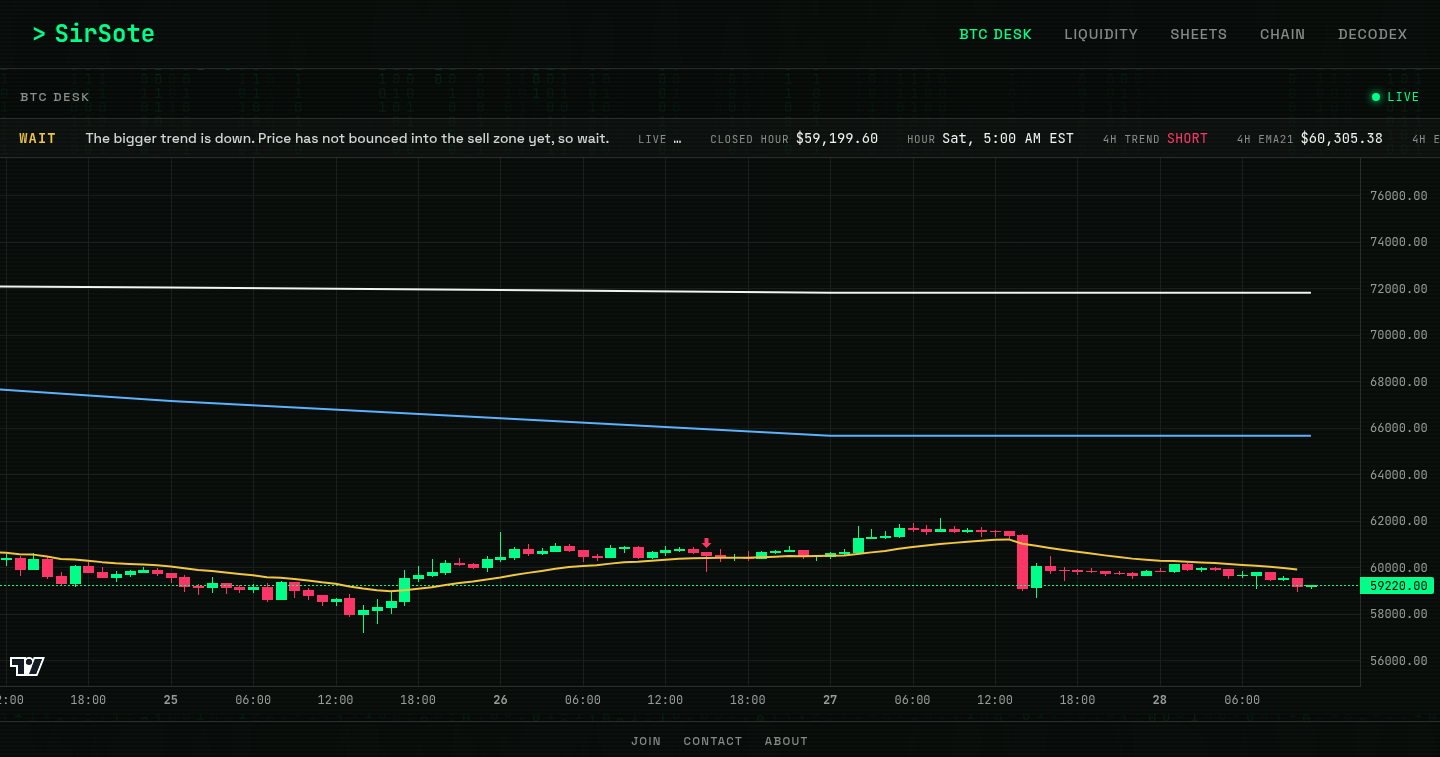 > SirSote
BTC DESK LIQUIDITY SHEETS CHAIN DECODEX
BTC DESK
LIVE
WAIT The bigger trend is down. Price has not bounced into the sell zone yet, so wait. LIVE … CLOSED HOUR $59,199.60 HOUR Sat, 5:00 AM EST 4H TREND SHORT 4H EMA21 $60,305.38 4H E
76000.00
74000.00
72000.00
70000.00
68000.00
66000.00
64000.00
62000.00
60000.00
59220.00
58000.00
56000.00
2:00 18:00 25 06:00 12:00 18:00 26 06:00 12:00 18:00 27 06:00 12:00 18:00 28 06:00
JOIN CONTACT ABOUT